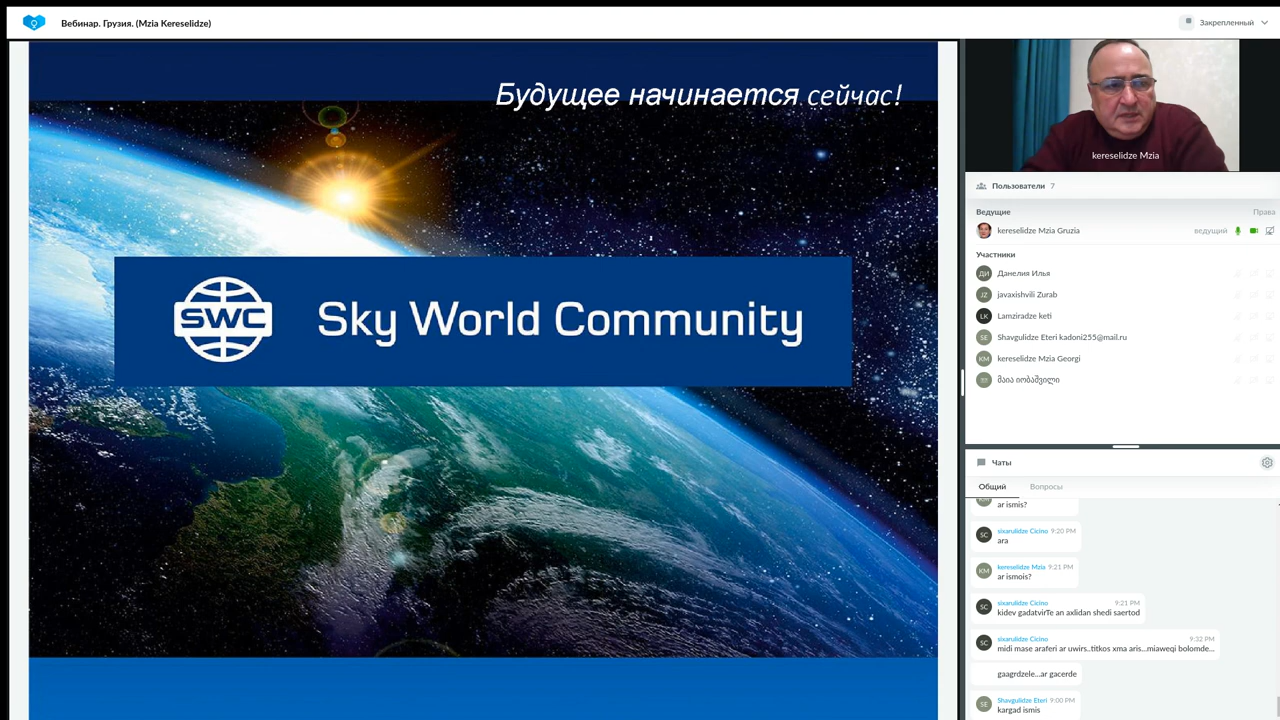 Вебинар. Грузия. (Mzia Kereselidze)
Закрепленный
Будущее начинается сейчас!
SWC Sky World Community
kereselidze Mzia
Пользователи 7
Ведущие Права
kereselidze Mzia Gruzia ведущий
Участники
ДИ Данелия Илья
JZ javaxishvili Zurab
LK Lamziradze keti
SE Shavgulidze Eteri kadoni255@mail.ru
KM kereselidze Mzia Georgi
მაია იობაშვილი
Чаты
Общий Вопросы
ar ismis?
SC sixarulidze Cicino 9:20 PM
ara
KM kereselidze Mzia 9:21 PM
ar ismois?
SC sixarulidze Cicino 9:21 PM
kidev gadatvirTe an axlidan shedi saertod
SC sixarulidze Cicino 9:32 PM
midi mase araferi ar uwirs..titkos xma aris...miaweqi bolomde...
gaagrdzele...ar gacerde
SE Shavgulidze Eteri 9:00 PM
kargad ismis